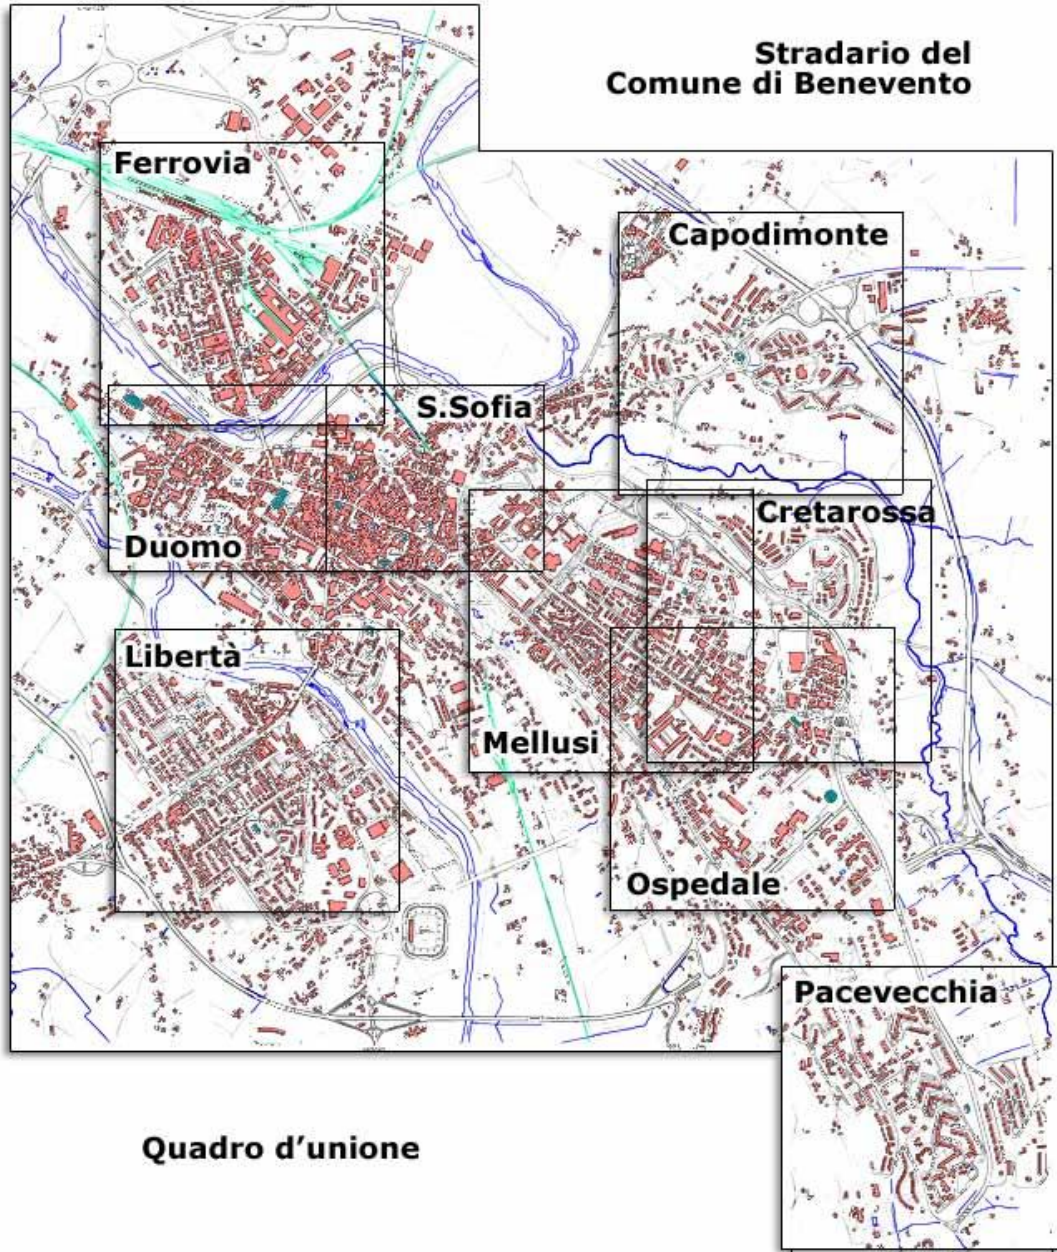 Stradario del
Comune di Benevento
Ferrovia
Capodimonte
S.Sofia
Cretarossa
Duomo
Libertà
Mellusi
Ospedale
Pacevecchia
Quadro d'unione